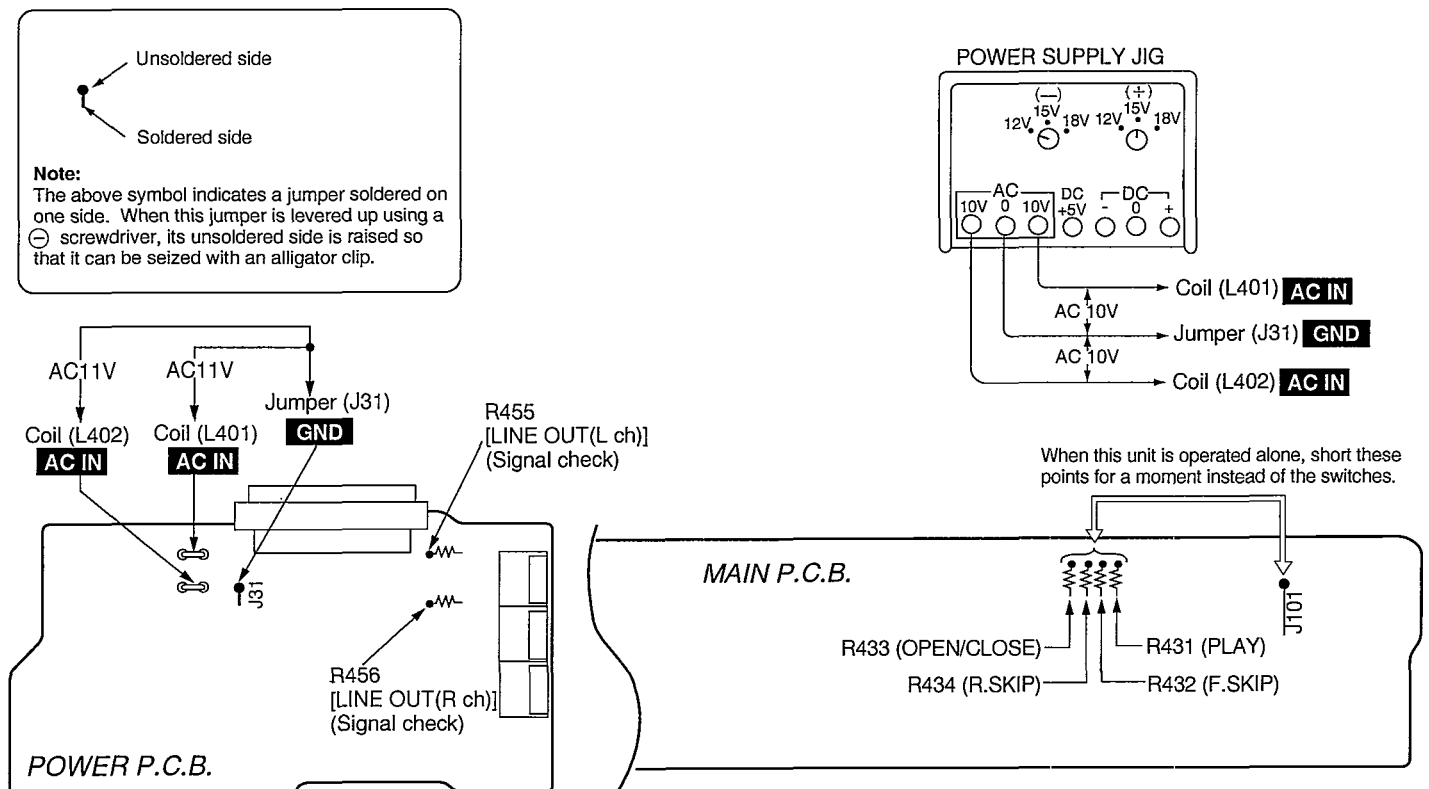 Unsoldered side
Soldered side
Note:
The above symbol indicates a jumper soldered on
one side. When this jumper is levered up using a
⊖ screwdriver, its unsoldered side is raised so
that it can be seized with an alligator clip.
POWER SUPPLY JIG
(—) (+)
12V 15V 18V 12V 15V 18V
AC DC DC
10V 0 10V +5V - 0 +
Coil (L401) AC IN
AC 10V
Jumper (J31) GND
AC 10V
Coil (L402) AC IN
AC11V AC11V
Jumper (J31)
GND
Coil (L402) Coil (L401)
AC IN AC IN
R455
[LINE OUT(L ch)]
(Signal check)
J31
R456
[LINE OUT(R ch)]
(Signal check)
POWER P.C.B.
When this unit is operated alone, short these
points for a moment instead of the switches.
MAIN P.C.B.
J101
R433 (OPEN/CLOSE) R431 (PLAY)
R434 (R.SKIP) R432 (F.SKIP)